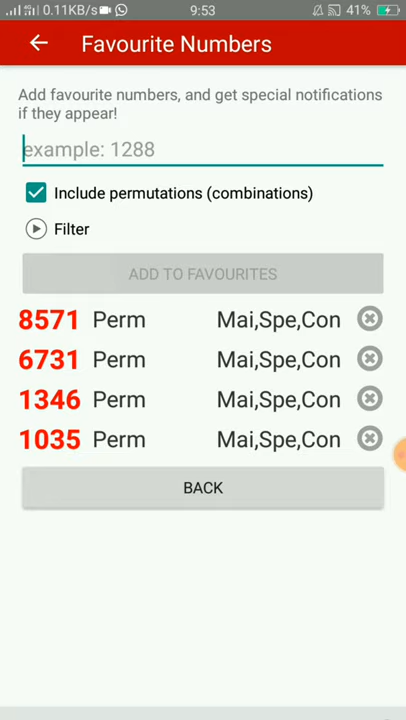 0.11KB/s 9:53 41%
Favourite Numbers
Add favourite numbers, and get special notifications
if they appear!
example: 1288
Include permutations (combinations)
Filter
ADD TO FAVOURITES
8571 Perm Mai,Spe,Con
6731 Perm Mai,Spe,Con
1346 Perm Mai,Spe,Con
1035 Perm Mai,Spe,Con
BACK